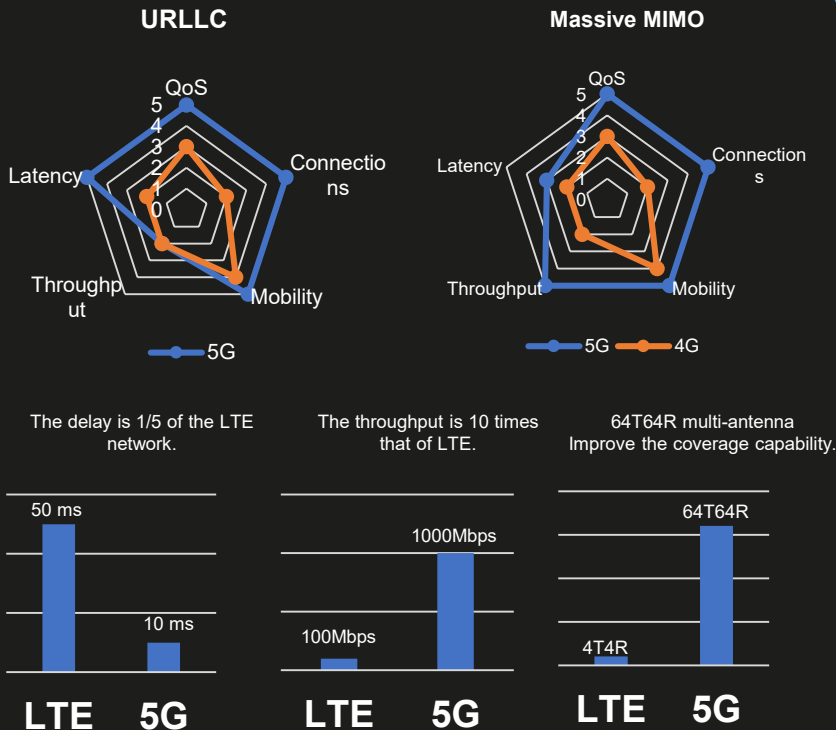 URLLC
QoS
5
4
3
2
1
0
Connectio
ns
Mobility
Throughp
ut
Latency
5G
Massive MIMO
QoS
5
4
3
2
1
0
Connection
s
Mobility
Throughput
Latency
5G
4G
The delay is 1/5 of the LTE
network.
50 ms
10 ms
LTE
5G
The throughput is 10 times
that of LTE.
100Mbps
1000Mbps
LTE
5G
64T64R multi-antenna
Improve the coverage capability.
4T4R
64T64R
LTE
5G